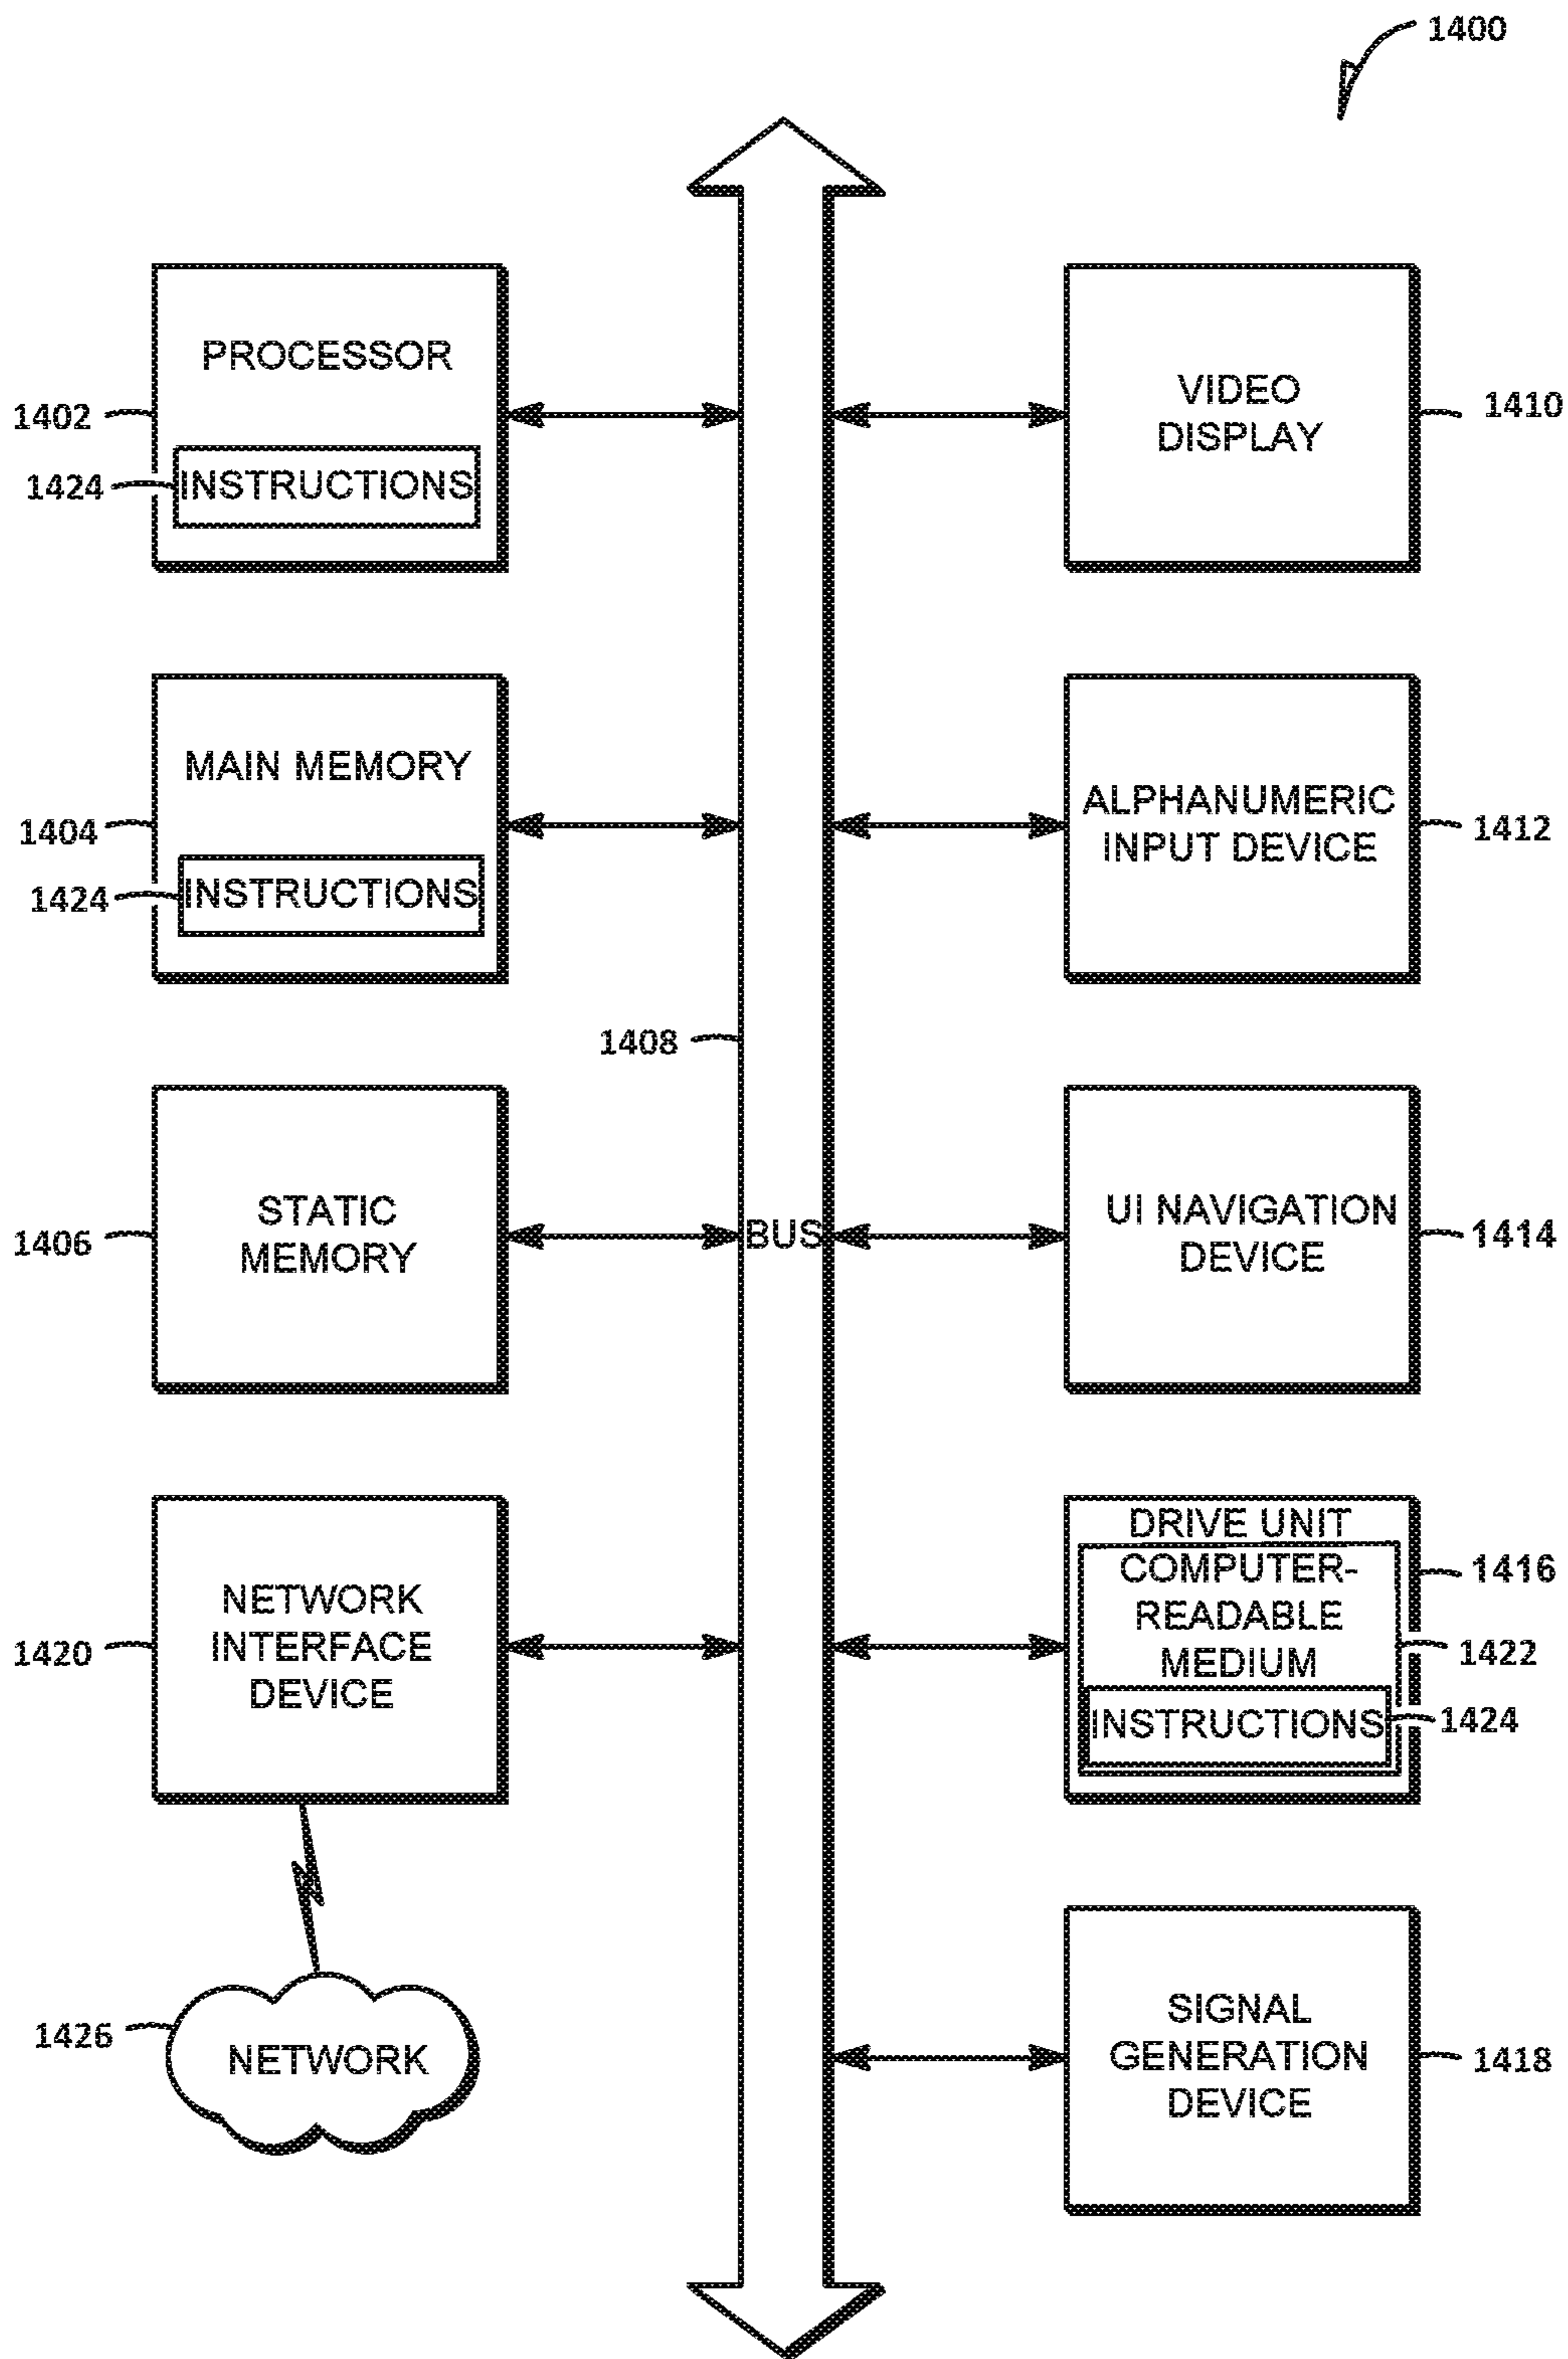 1400
PROCESSOR
1402
1424
INSTRUCTIONS
VIDEO
DISPLAY
1410
MAIN MEMORY
1404
1424
INSTRUCTIONS
ALPHANUMERIC
INPUT DEVICE
1412
1408
STATIC
MEMORY
1406
BUS
UI NAVIGATION
DEVICE
1414
NETWORK
INTERFACE
DEVICE
1420
DRIVE UNIT
COMPUTER-
READABLE
MEDIUM
INSTRUCTIONS
1416
1422
1424
1426
NETWORK
SIGNAL
GENERATION
DEVICE
1418